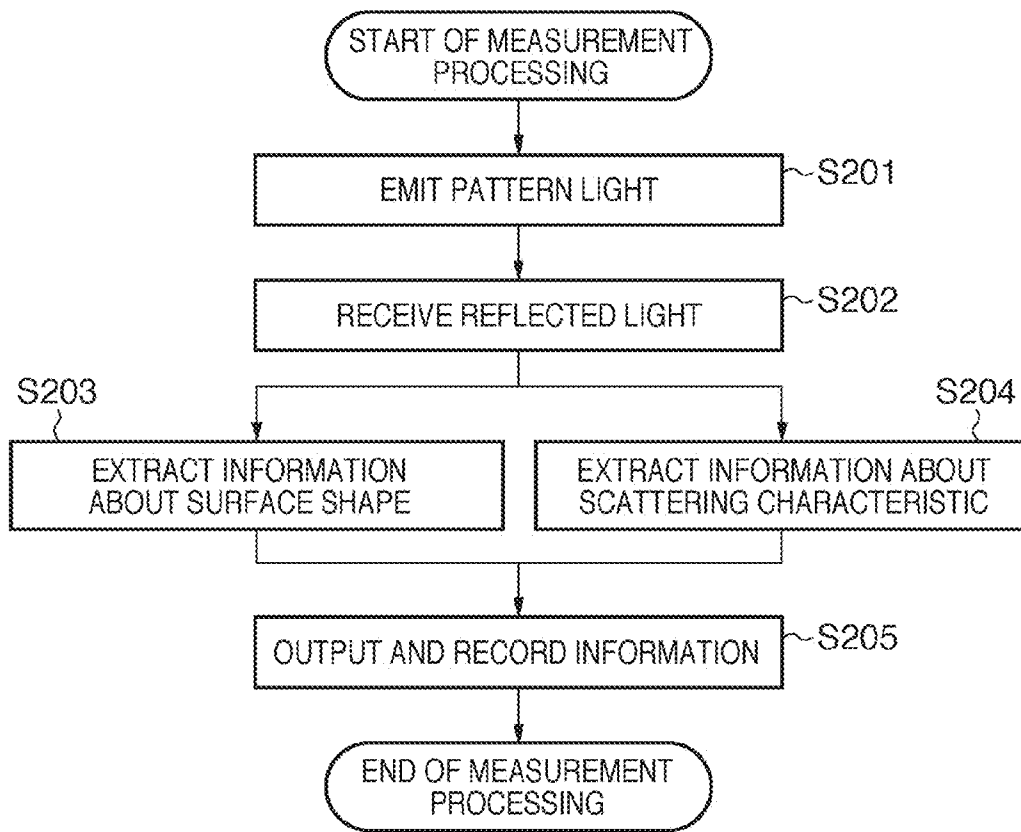 START OF MEASUREMENT
PROCESSING
EMIT PATTERN LIGHT
S201
RECEIVE REFLECTED LIGHT
S202
S203
S204
EXTRACT INFORMATION
ABOUT SURFACE SHAPE
EXTRACT INFORMATION ABOUT
SCATTERING CHARACTERISTIC
OUTPUT AND RECORD INFORMATION
S205
END OF MEASUREMENT
PROCESSING